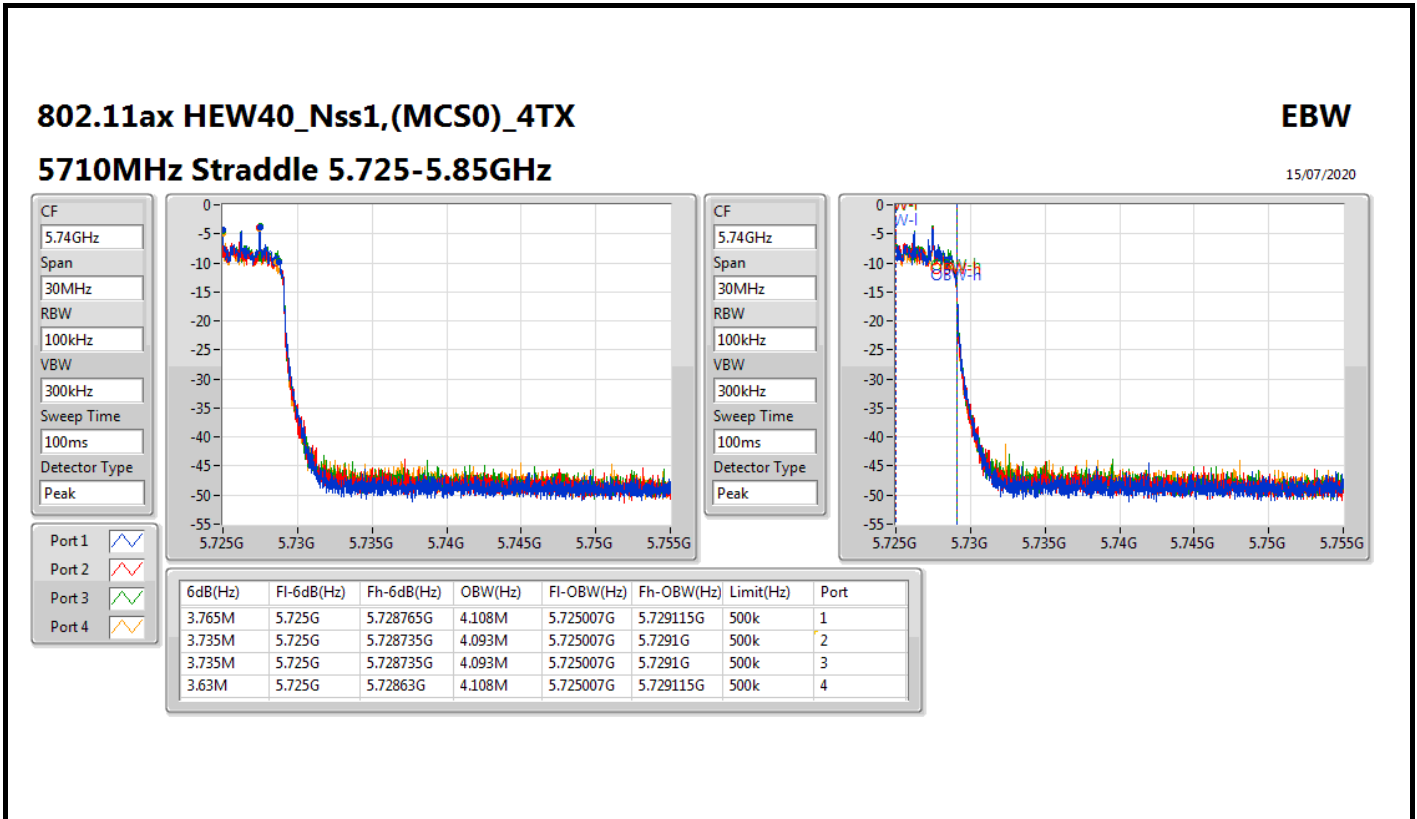 802.11ax HEW40_Nss1,(MCS0)_4TX
EBW
5710MHz Straddle 5.725-5.85GHz
15/07/2020
CF
5.74GHz
Span
30MHz
RBW
100kHz
VBW
300kHz
Sweep Time
100ms
Detector Type
Peak
0
-5
-10
-15
-20
-25
-30
-35
-40
-45
-50
-55
5.725G 5.73G 5.735G 5.74G 5.745G 5.75G 5.755G
CF
5.74GHz
Span
30MHz
RBW
100kHz
VBW
300kHz
Sweep Time
100ms
Detector Type
Peak
0
-5
-10
-15
-20
-25
-30
-35
-40
-45
-50
-55
W-l
OBW-h
5.725G 5.73G 5.735G 5.74G 5.745G 5.75G 5.755G
Port 1
Port 2
Port 3
Port 4
6dB(Hz) Fl-6dB(Hz) Fh-6dB(Hz) OBW(Hz) Fl-OBW(Hz) Fh-OBW(Hz) Limit(Hz) Port
3.765M 5.725G 5.728765G 4.108M 5.725007G 5.729115G 500k 1
3.735M 5.725G 5.728735G 4.093M 5.725007G 5.7291G 500k 2
3.735M 5.725G 5.728735G 4.093M 5.725007G 5.7291G 500k 3
3.63M 5.725G 5.72863G 4.108M 5.725007G 5.729115G 500k 4